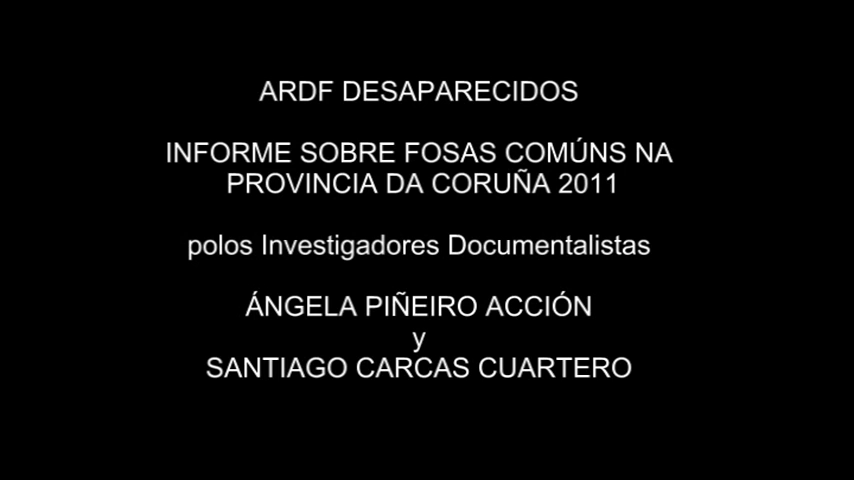 ARDF DESAPARECIDOS
INFORME SOBRE FOSAS COMÚNS NA
PROVINCIA DA CORUÑA 2011
polos Investigadores Documentalistas
ÁNGELA PIÑEIRO ACCIÓN
y
SANTIAGO CARCAS CUARTERO